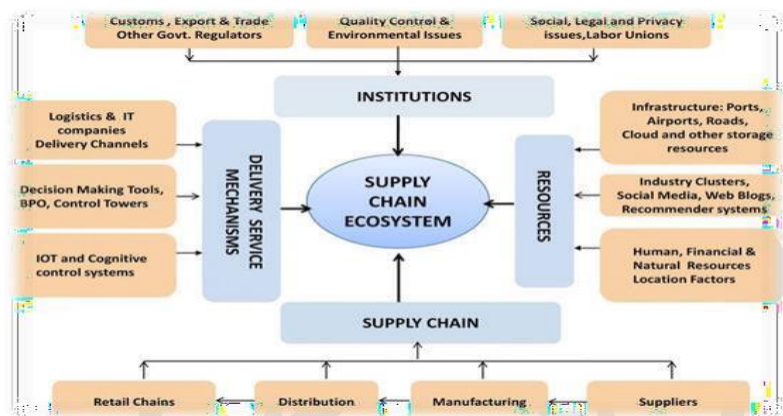 Customs , Export & Trade
Other Govt. Regulators
Quality Control &
Environmental Issues
Social, Legal and Privacy
issues,Labor Unions
INSTITUTIONS
Logistics & IT
companies
Delivery Channels
Decision Making Tools,
BPO, Control Towers
IOT and Cognitive
control systems
DELIVERY SERVICE
MECHANISMS
SUPPLY
CHAIN
ECOSYSTEM
RESOURCES
Infrastructure: Ports,
Airports, Roads,
Cloud and other storage
resources
Industry Clusters,
Social Media, Web Blogs,
Recommender systems
Human, Financial &
Natural Resources
Location Factors
SUPPLY CHAIN
Retail Chains
Distribution
Manufacturing
Suppliers